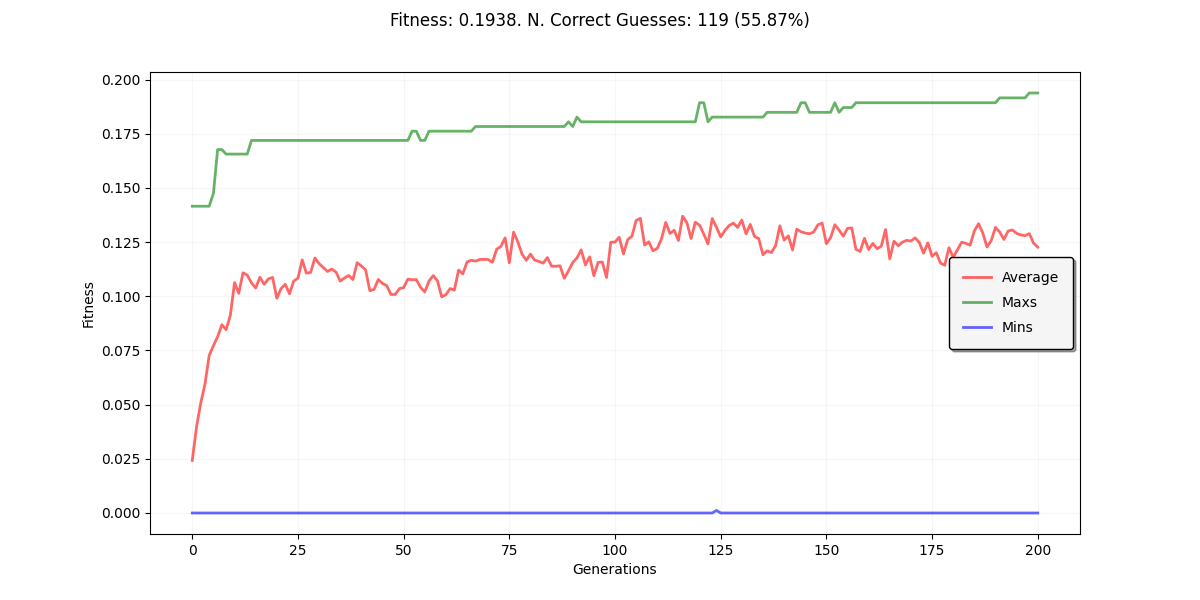 Fitness: 0.1938. N. Correct Guesses: 119 (55.87%)
0.200
0.175
0.150
0.125
0.100
0.075
0.050
0.025
0.000
Fitness
Average
Maxs
Mins
0 25 50 75 100 125 150 175 200
Generations